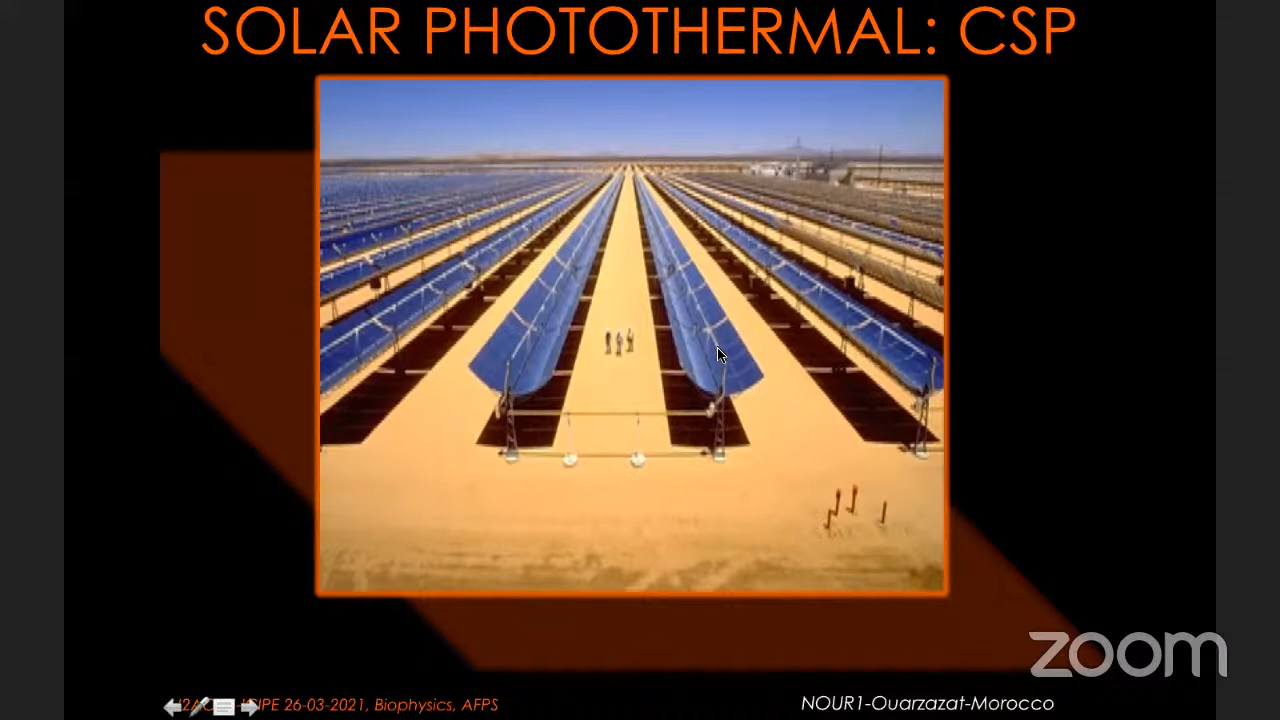 SOLAR PHOTOTHERMAL: CSP
zoom
26-03-2021, Biophysics, AFPS
NOUR1-Ouarzazat-Morocco